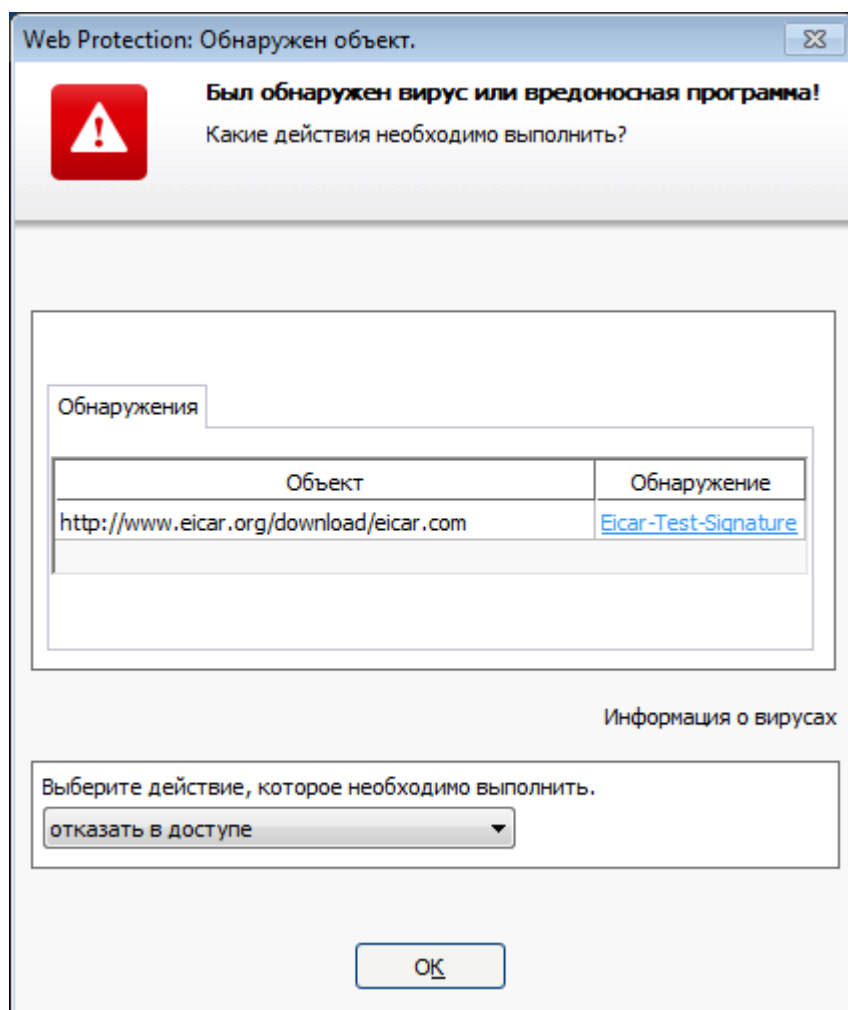 Web Protection: Обнаружен объект.
Был обнаружен вирус или вредоносная программа!
Какие действия необходимо выполнить?
Обнаружения
Объект Обнаружение
http://www.eicar.org/download/eicar.com Eicar-Test-Signature
Информация о вирусах
Выберите действие, которое необходимо выполнить.
отказать в доступе
OK